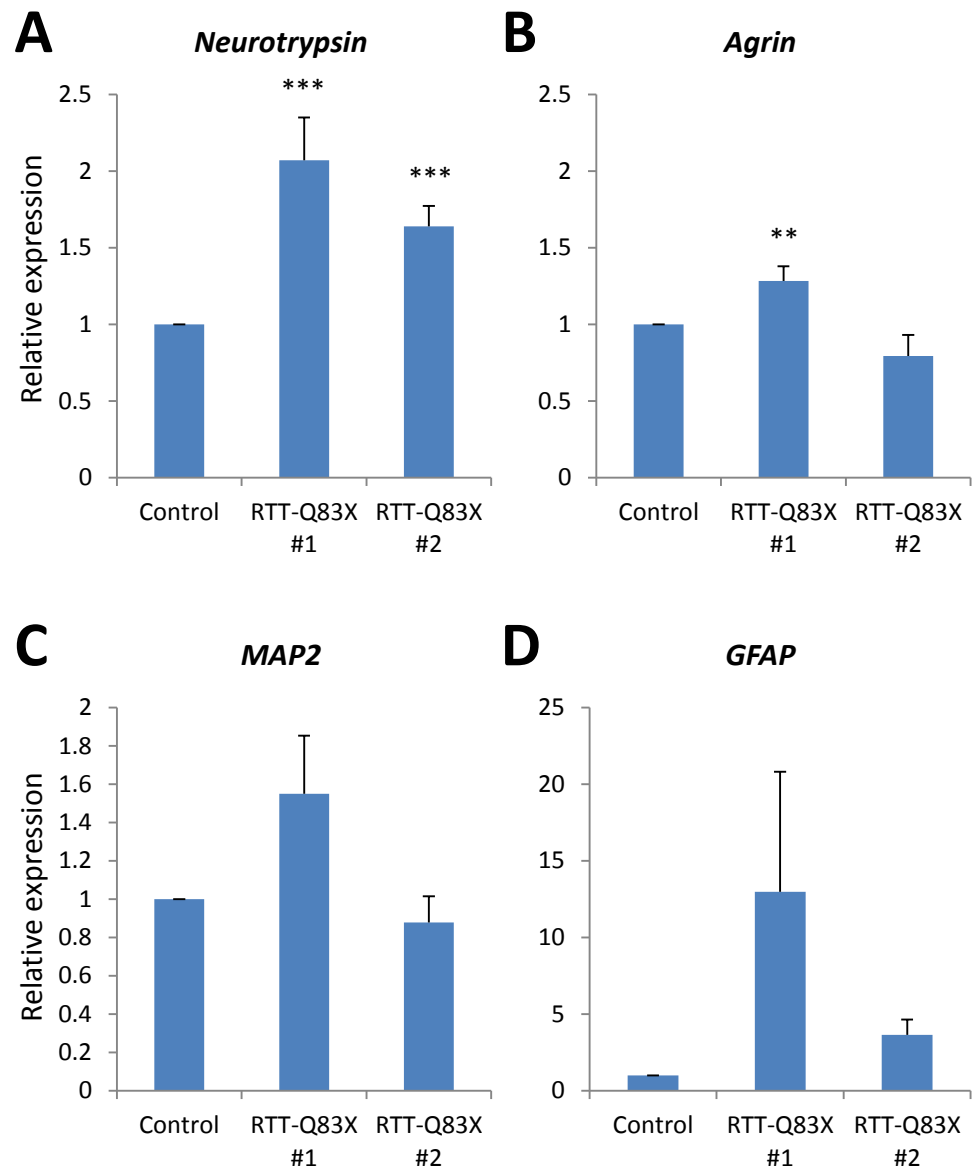 A
Neurotrypsin
Relative expression
2.5
2
1.5
1
0.5
0
***
***
Control
RTT-Q83X
#1
RTT-Q83X
#2
B
Agrin
2.5
2
1.5
1
0.5
0
**
Control
RTT-Q83X
#1
RTT-Q83X
#2
C
MAP2
Relative expression
2
1.8
1.6
1.4
1.2
1
0.8
0.6
0.4
0.2
0
Control
RTT-Q83X
#1
RTT-Q83X
#2
D
GFAP
25
20
15
10
5
0
Control
RTT-Q83X
#1
RTT-Q83X
#2